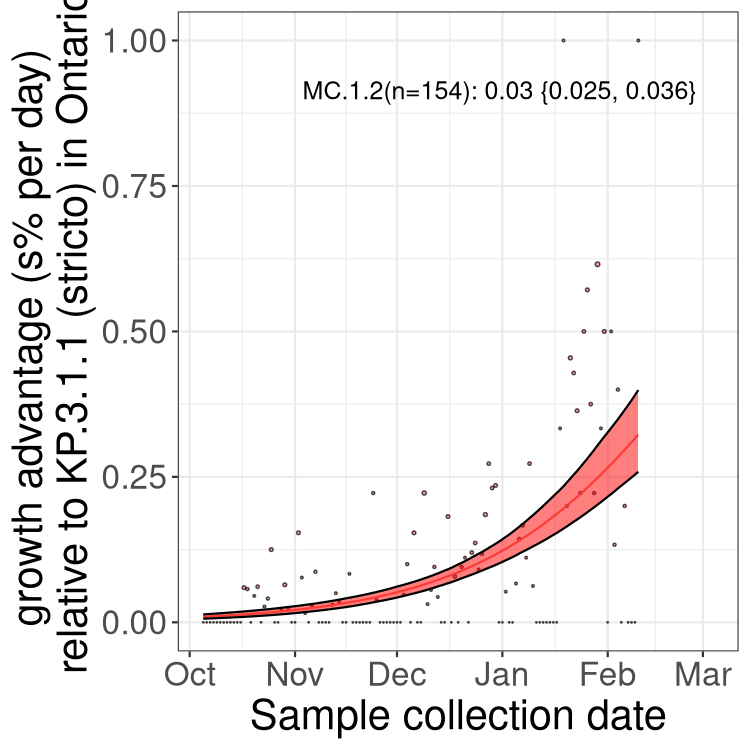 growth advantage (s% per day)
relative to KP.3.1.1 (stricto) in Ontario
1.00
0.75
0.50
0.25
0.00
MC.1.2(n=154): 0.03 {0.025, 0.036}
Oct Nov Dec Jan Feb Mar
Sample collection date